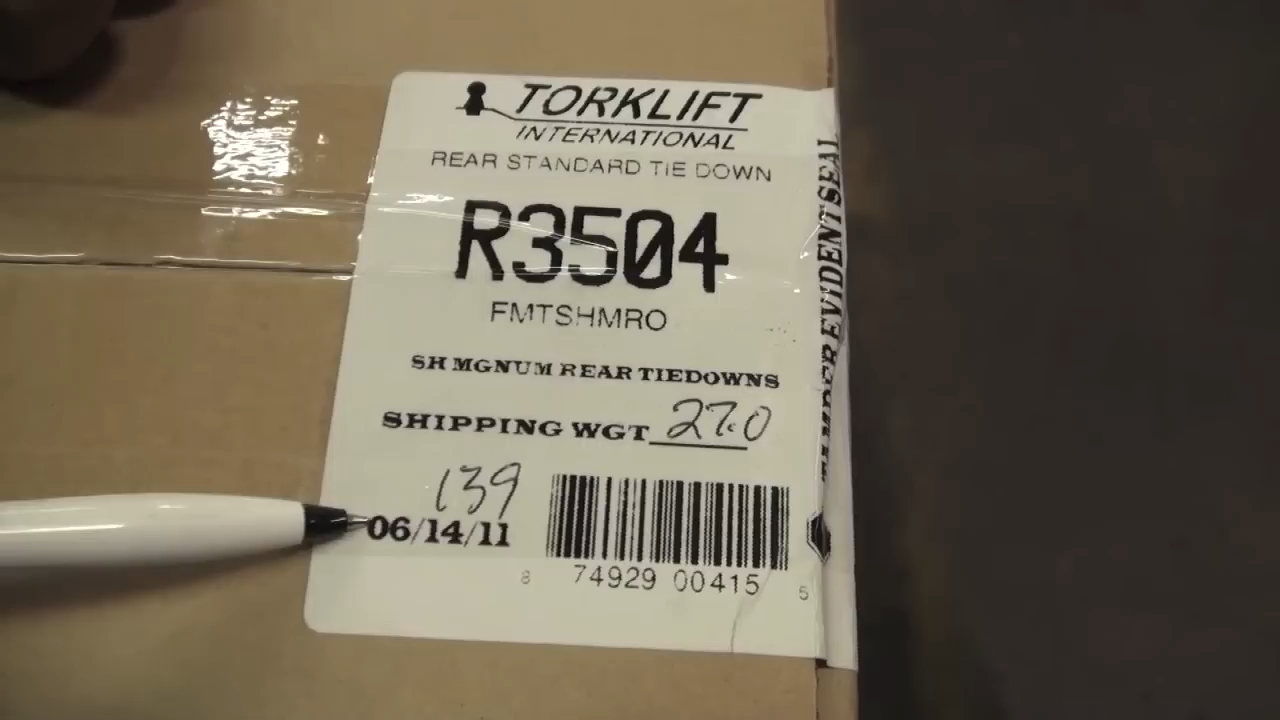 TORKLIFT
INTERNATIONAL
REAR STANDARD TIE DOWN
R3504
FMTSHMRO
SH MGNUM REAR TIEDOWNS
SHIPPING WGT 27.0
139
06/14/11
8 74929 00415 5
TAMPER EVIDENT SEAL